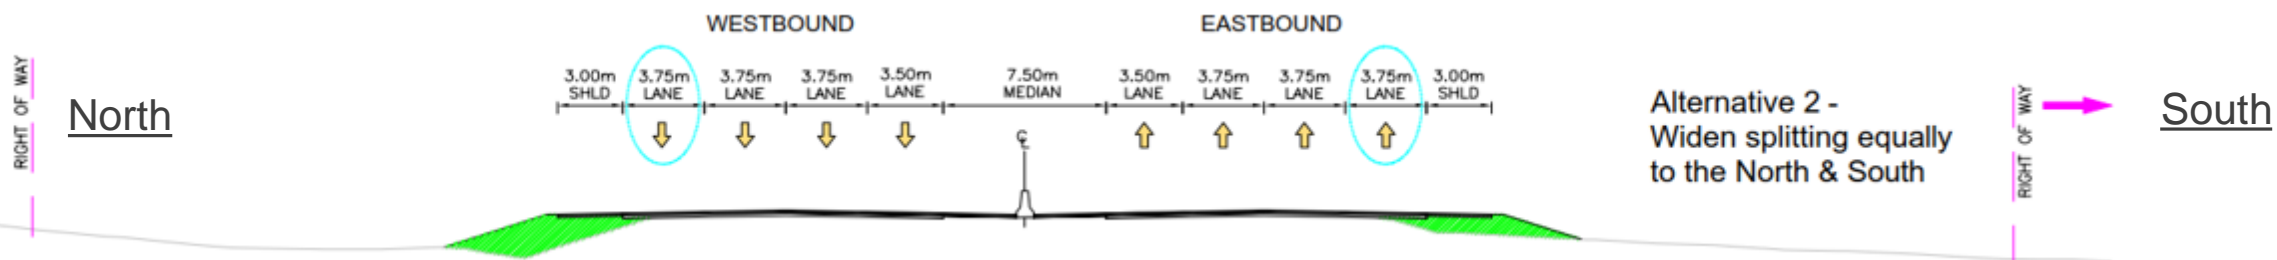 WESTBOUND
EASTBOUND
RIGHT OF WAY
North
3.00m
SHLD
3.75m
LANE
3.75m
LANE
3.75m
LANE
3.50m
LANE
7.50m
MEDIAN
3.50m
LANE
3.75m
LANE
3.75m
LANE
3.75m
LANE
3.00m
SHLD
℄
Alternative 2 -
Widen splitting equally
to the North & South
RIGHT OF WAY
South